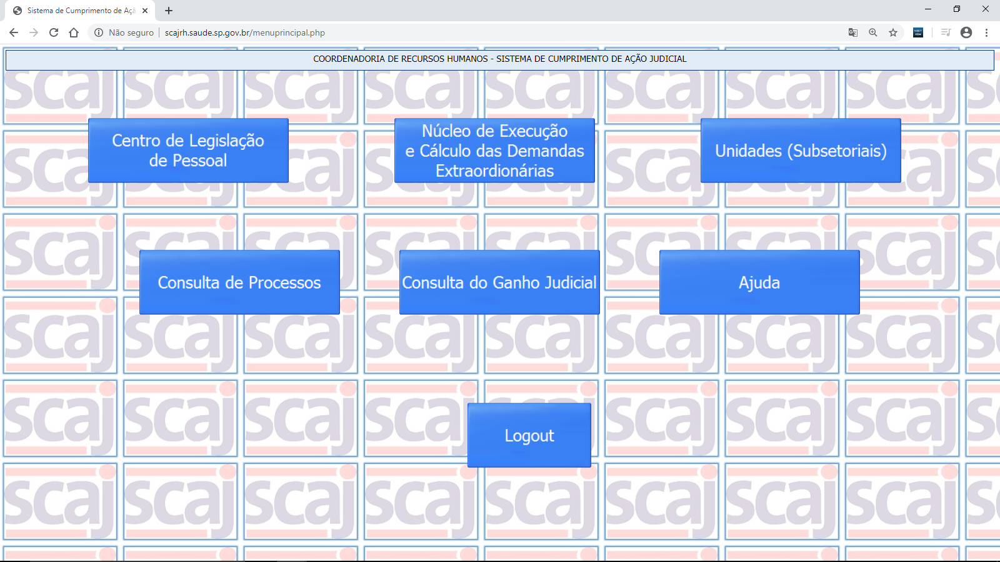 Sistema de Cumprimento de Açã
Não seguro
scajrh.saude.sp.gov.br/menuprincipal.php
COORDENADORIA DE RECURSOS HUMANOS - SISTEMA DE CUMPRIMENTO DE AÇÃO JUDICIAL
Centro de Legislação
de Pessoal
Núcleo de Execução
e Cálculo das Demandas
Extraordionárias
Unidades (Subsetoriais)
Consulta de Processos
Consulta do Ganho Judicial
Ajuda
Logout
scaj